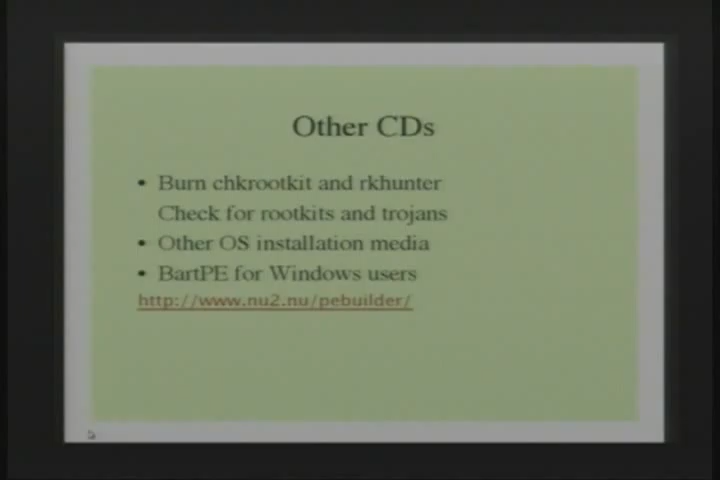 Other CDs
• Burn chkrootkit and rkhunter
Check for rootkits and trojans
• Other OS installation media
• BartPE for Windows users
http://www.nu2.nu/pebuilder/